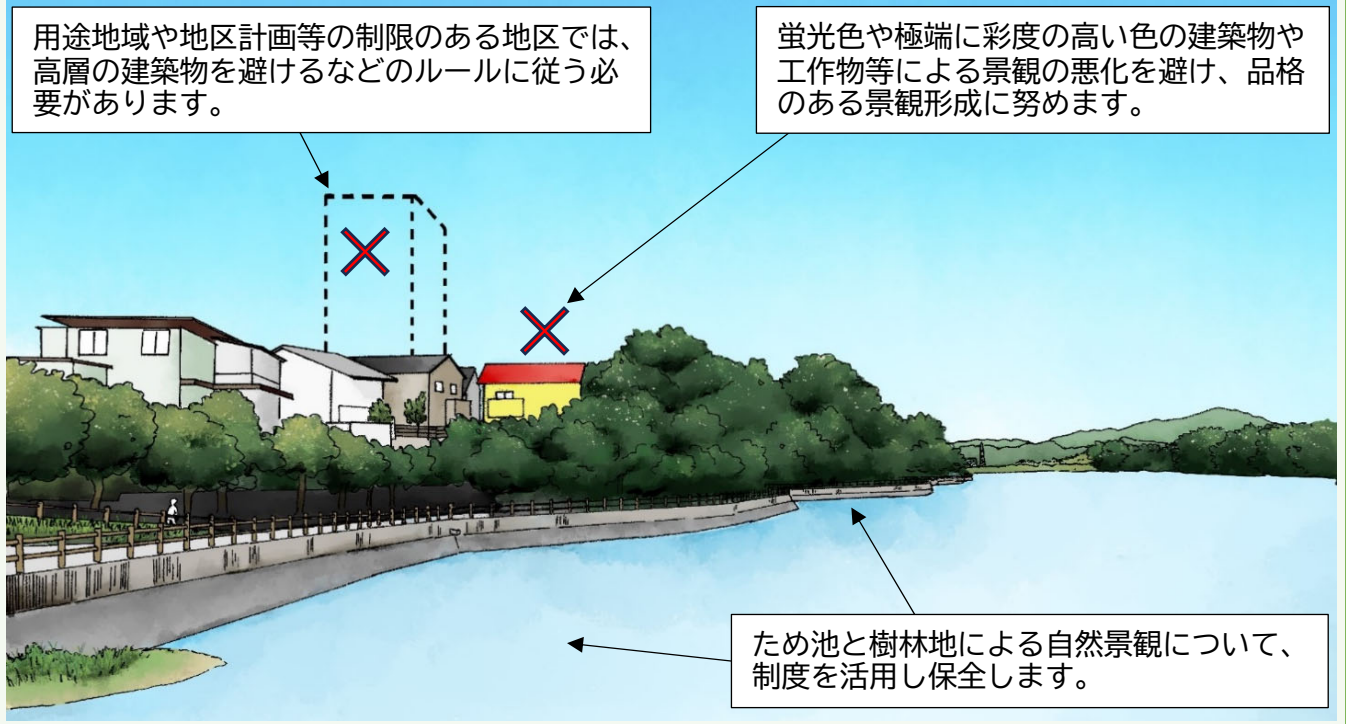 用途地域や地区計画等の制限のある地区では、
高層の建築物を避けるなどのルールに従う必
要があります。
蛍光色や極端に彩度の高い色の建築物や
工作物等による景観の悪化を避け、品格
のある景観形成に努めます。
ため池と樹林地による自然景観について、
制度を活用し保全します。